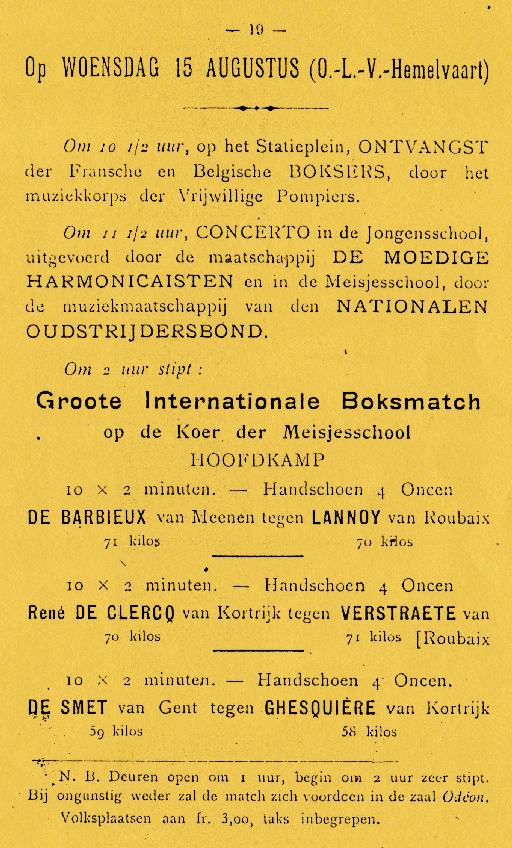 — 19 —
Op WOENSDAG 15 AUGUSTUS (O.-L.-V.-Hemelvaart)
Om 10 1/2 uur, op het Statieplein, ONTVANGST
der Fransche en Belgische BOKSERS, door het
muziekkorps der Vrijwillige Pompiers.
Om 11 1/2 uur, CONCERTO in de Jongensschool,
uitgevoerd door de maatschappij DE MOEDIGE
HARMONICAISTEN en in de Meisjesschool, door
de muziekmaatschappij van den NATIONALEN
OUDSTRIJDERSBOND.
Om 2 uur stipt :
Groote Internationale Boksmatch
op de Koer der Meisjesschool
HOOFDKAMP
10 × 2 minuten. — Handschoen 4 Oncen
DE BARBIEUX van Meenen tegen LANNOY van Roubaix
71 kilos 70 kilos
10 × 2 minuten. — Handschoen 4 Oncen
René DE CLERCQ van Kortrijk tegen VERSTRAETE van
70 kilos 71 kilos [Roubaix
10 × 2 minuten. — Handschoen 4 Oncen.
DE SMET van Gent tegen GHESQUIÈRE van Kortrijk
59 kilos 58 kilos
N. B. Deuren open om 1 uur, begin om 2 uur zeer stipt.
Bij ongunstig weder zal de match zich voordoen in de zaal Odéon.
Volksplaatsen aan fr. 3,00, taks inbegrepen.